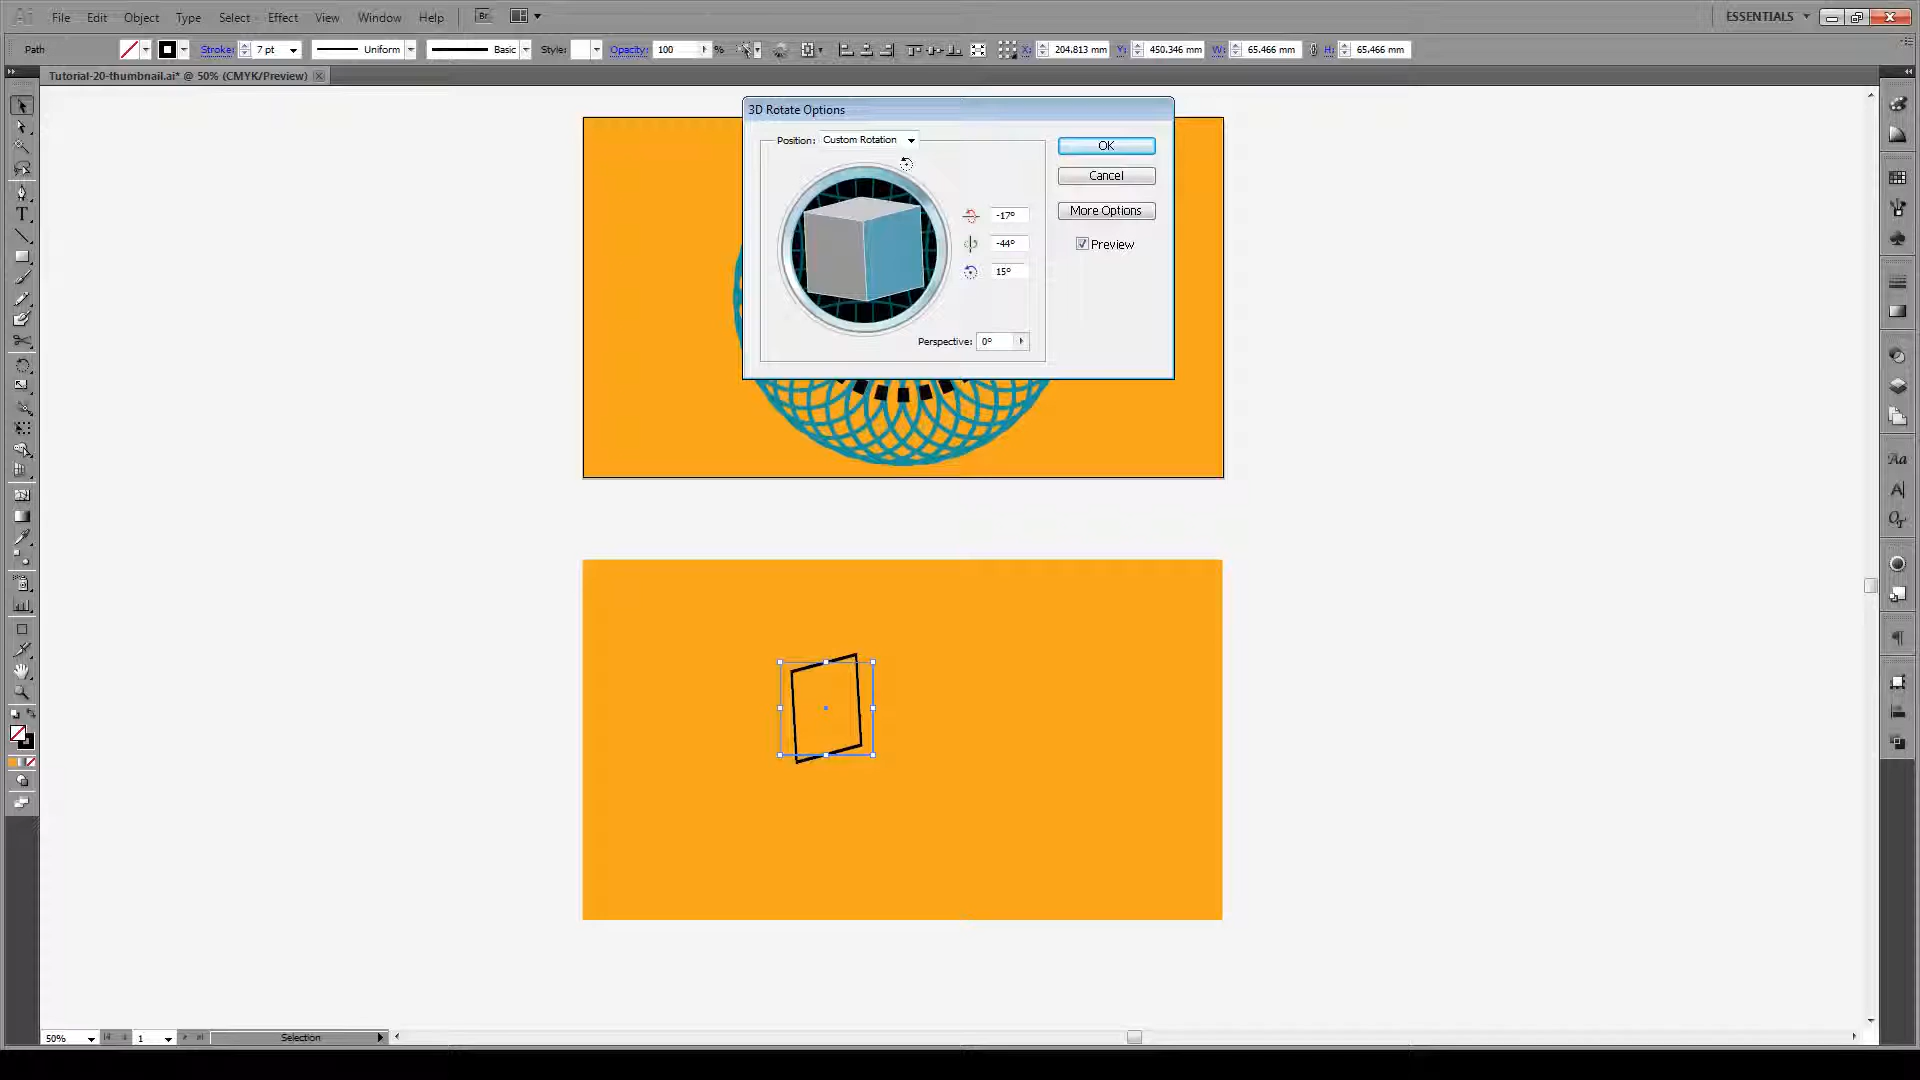 Ai File Edit Object Type Select Effect View Window Help Br ESSENTIALS
Path Stroke: 7 pt Uniform Basic Style: Opacity: 100 % X: 204.813 mm Y: 450.346 mm W: 65.466 mm H: 65.466 mm
Tutorial-20-thumbnail.ai* @ 50% (CMYK/Preview)
3D Rotate Options
Position: Custom Rotation
OK
Cancel
More Options
Preview
-17°
-44°
15°
Perspective: 0°
50% 1 Selection